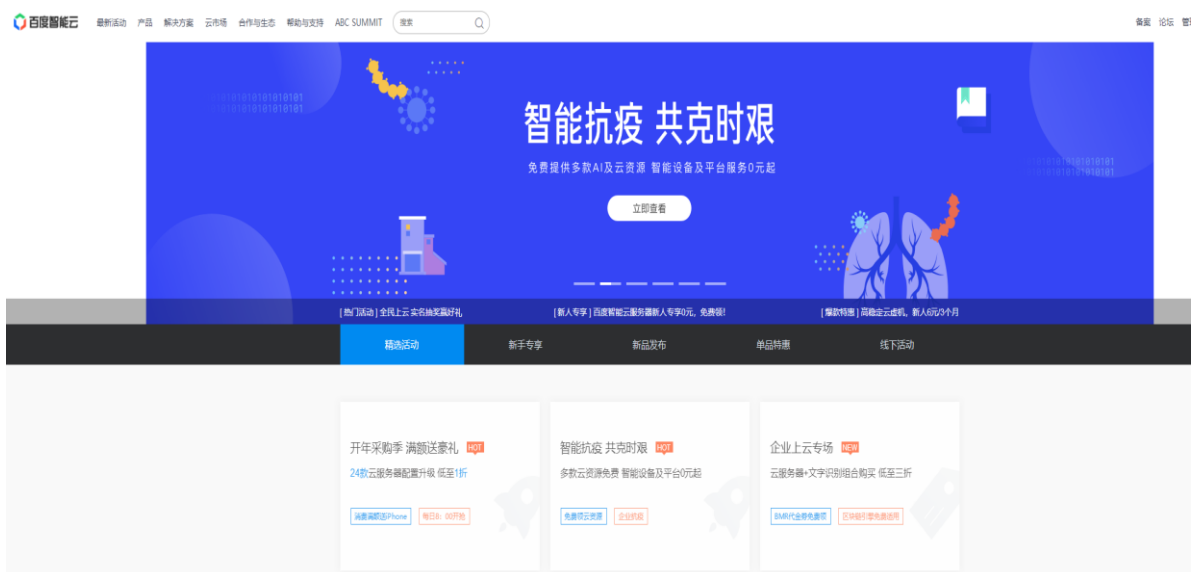 百度智能云 最新活动 产品 解决方案 云市场 合作与生态 帮助与支持 ABC SUMMIT 搜索 备案 论坛
101010101010101
智能抗疫 共克时艰
免费提供多款AI及云资源 智能设备及平台服务0元起
立即查看
[ 热门活动 ] 全民上云 实名抽奖赢好礼 [ 新人专享 ] 百度智能云服务器新人专享0元，免费领! [ 爆款特惠 ] 高稳定云虚机，新人6元/3个月
精选活动 新手专享 新品发布 单品特惠 线下活动
开年采购季 满额送豪礼 HOT
24款云服务器配置升级 低至1折
消费满额送iPhone 每日8：00开抢
智能抗疫 共克时艰 HOT
多款云资源免费 智能设备及平台0元起
免费领云资源 企业抗疫
企业上云专场 NEW
云服务器+文字识别组合购买 低至三折
BMR代金券免费领 区块链引擎免费试用